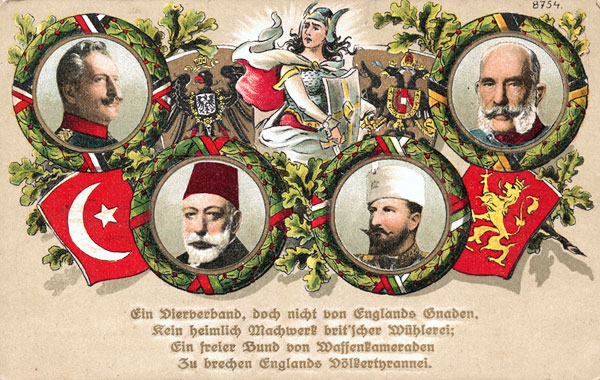 8754.
Ein Vierverband, doch nicht von Englands Gnaden,
Kein heimlich Machwerk brit'scher Wühlerei;
Ein freier Bund von Waffenkameraden
Zu brechen Englands Völkertyrannei.